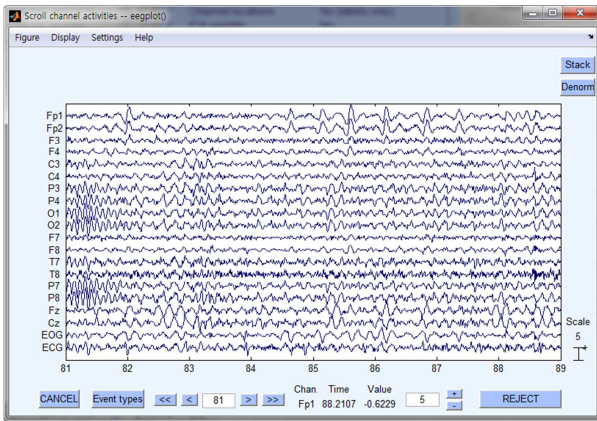 Scroll channel activities -- eegplot()
Figure Display Settings Help
Stack
Denorm
Fp1
Fp2
F3
F4
C3
C4
P3
P4
O1
O2
F7
F8
T7
T8
P7
P8
Fz
Cz
EOG
ECG
81 82 83 84 85 86 87 88 89
Scale
5
Chan. Time Value
CANCEL Event types << < 81 > >> Fp1 88.2107 -0.6229 5 + - REJECT